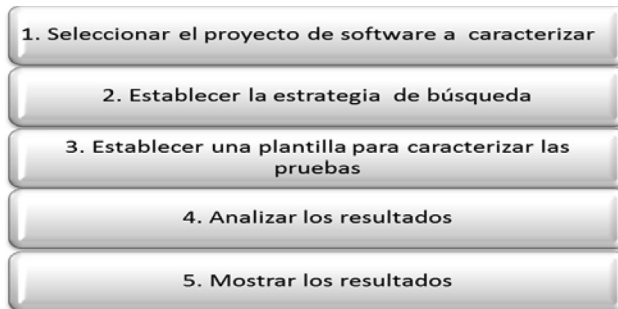 1. Seleccionar el proyecto de software a caracterizar
2. Establecer la estrategia de búsqueda
3. Establecer una plantilla para caracterizar las
pruebas
4. Analizar los resultados
5. Mostrar los resultados